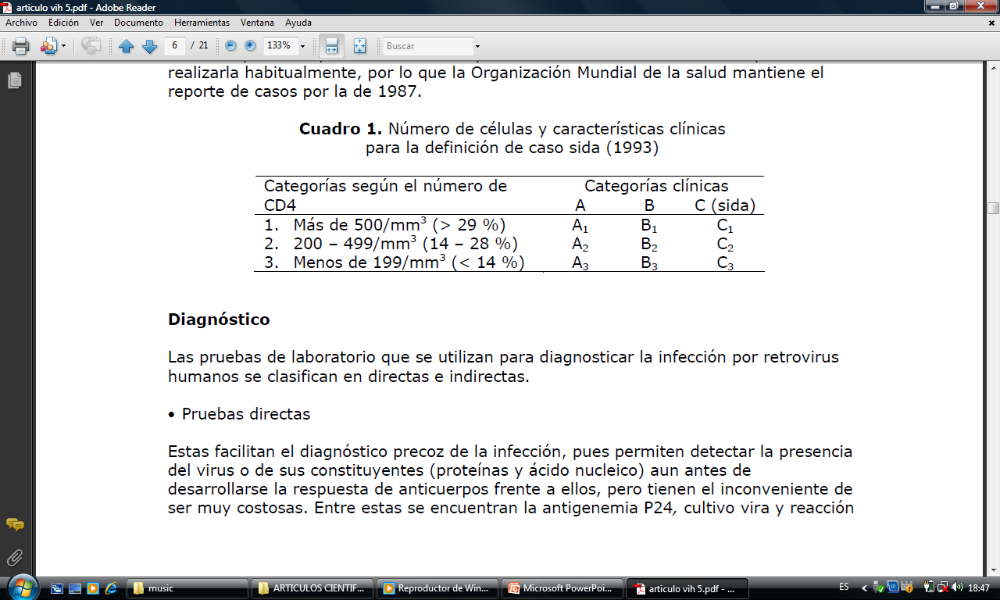 articulo vih 5.pdf - Adobe Reader
Archivo Edición Ver Documento Herramientas Ventana Ayuda
6 / 21 133% Buscar
realizarla habitualmente, por lo que la Organización Mundial de la salud mantiene el
reporte de casos por la de 1987.
Cuadro 1. Número de células y características clínicas
para la definición de caso sida (1993)
Categorías según el número de Categorías clínicas
CD4 A B C (sida)
1. Más de 500/mm³ (> 29 %) A₁ B₁ C₁
2. 200 – 499/mm³ (14 – 28 %) A₂ B₂ C₂
3. Menos de 199/mm³ (< 14 %) A₃ B₃ C₃
Diagnóstico
Las pruebas de laboratorio que se utilizan para diagnosticar la infección por retrovirus
humanos se clasifican en directas e indirectas.
• Pruebas directas
Estas facilitan el diagnóstico precoz de la infección, pues permiten detectar la presencia
del virus o de sus constituyentes (proteínas y ácido nucleico) aun antes de
desarrollarse la respuesta de anticuerpos frente a ellos, pero tienen el inconveniente de
ser muy costosas. Entre estas se encuentran la antigenemia P24, cultivo vira y reacción
music ARTICULOS CIENTIF... Reproductor de Win... Microsoft PowerPoi... articulo vih 5.pdf - ... ES 18:47